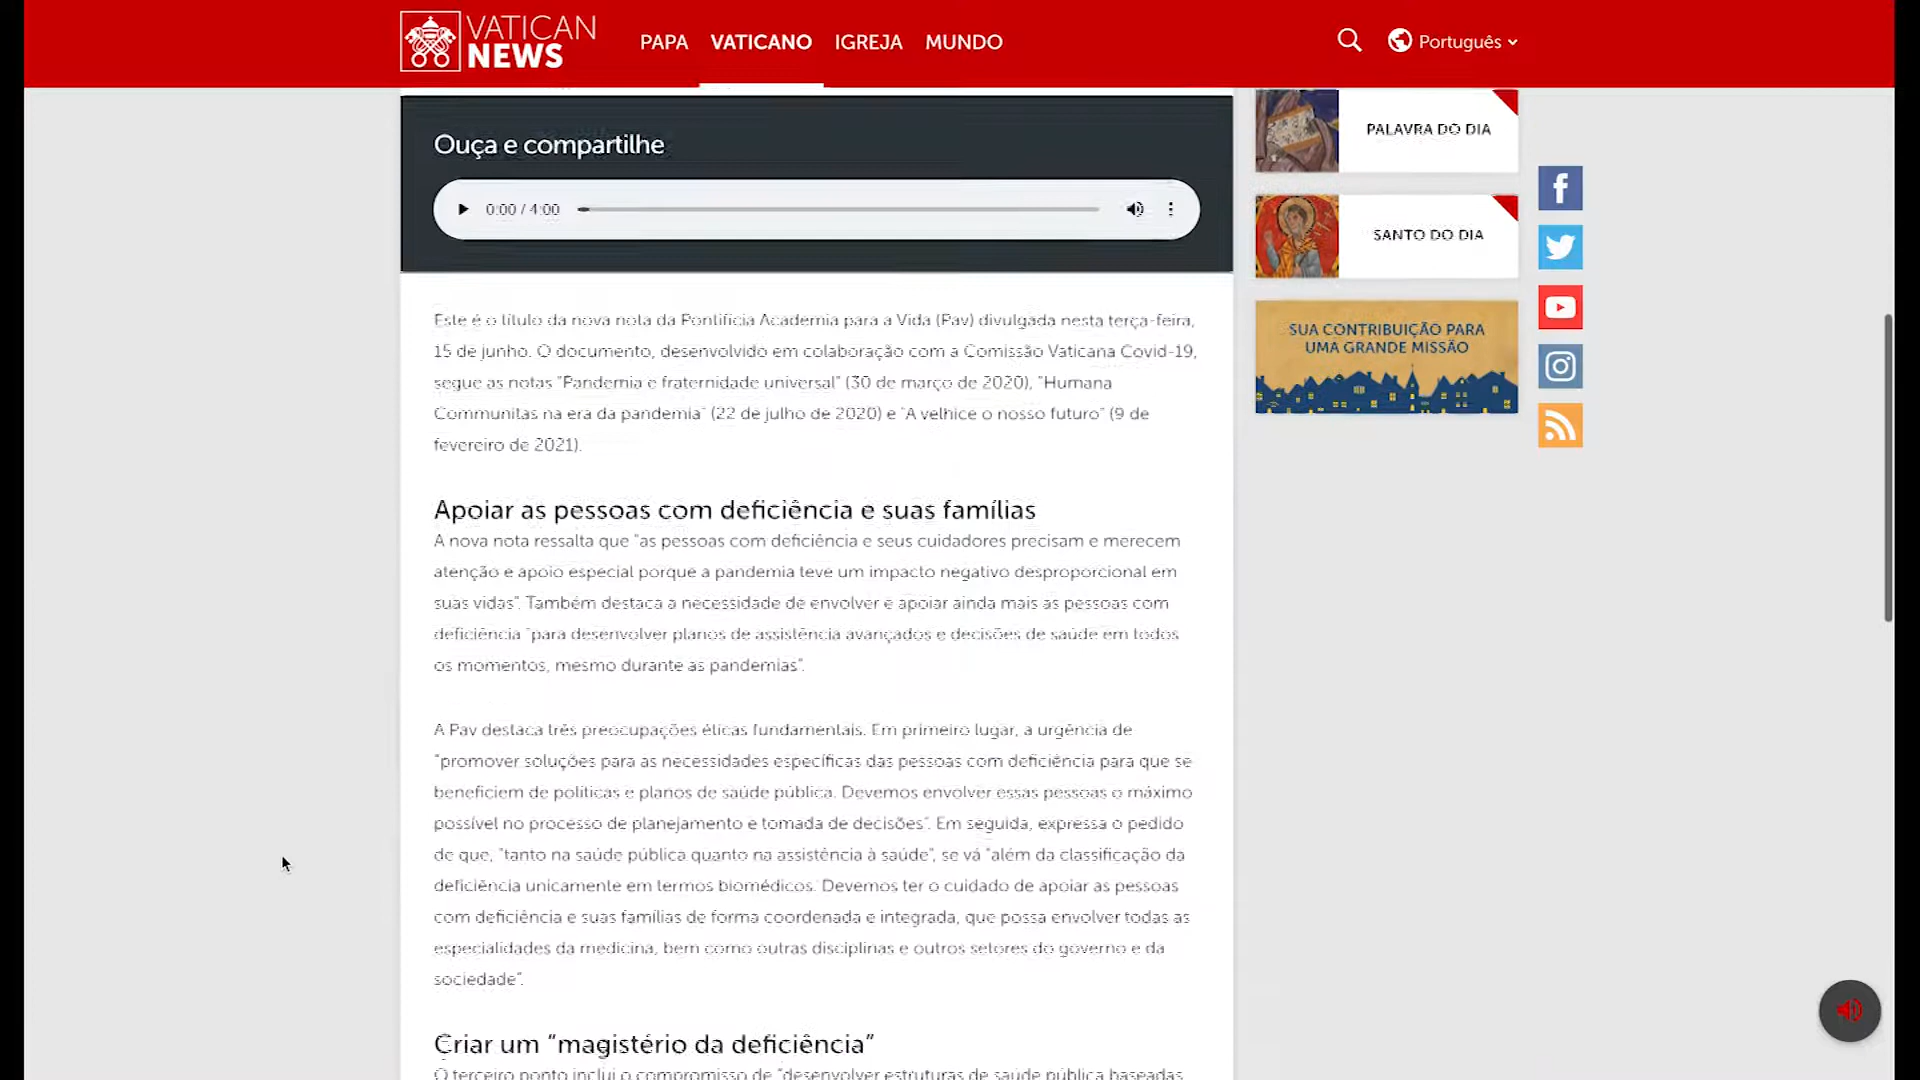 VATICAN
NEWS
PAPA VATICANO IGREJA MUNDO
Português
Ouça e compartilhe
0:00 / 4:00
PALAVRA DO DIA
SANTO DO DIA
SUA CONTRIBUIÇÃO PARA
UMA GRANDE MISSÃO
Este é o título da nova nota da Pontifícia Academia para a Vida (Pav) divulgada nesta terça-feira,
15 de junho. O documento, desenvolvido em colaboração com a Comissão Vaticana Covid-19,
segue as notas "Pandemia e fraternidade universal" (30 de março de 2020), "Humana
Communitas na era da pandemia" (22 de julho de 2020) e "A velhice o nosso futuro" (9 de
fevereiro de 2021).
Apoiar as pessoas com deficiência e suas famílias
A nova nota ressalta que "as pessoas com deficiência e seus cuidadores precisam e merecem
atenção e apoio especial porque a pandemia teve um impacto negativo desproporcional em
suas vidas". Também destaca a necessidade de envolver e apoiar ainda mais as pessoas com
deficiência "para desenvolver planos de assistência avançados e decisões de saúde em todos
os momentos, mesmo durante as pandemias".
A Pav destaca três preocupações éticas fundamentais. Em primeiro lugar, a urgência de
"promover soluções para as necessidades específicas das pessoas com deficiência para que se
beneficiem de políticas e planos de saúde pública. Devemos envolver essas pessoas o máximo
possível no processo de planejamento e tomada de decisões". Em seguida, expressa o pedido
de que, "tanto na saúde pública quanto na assistência à saúde", se vá "além da classificação da
deficiência unicamente em termos biomédicos. Devemos ter o cuidado de apoiar as pessoas
com deficiência e suas famílias de forma coordenada e integrada, que possa envolver todas as
especialidades da medicina, bem como outras disciplinas e outros setores do governo e da
sociedade".
Criar um "magistério da deficiência"
O terceiro ponto inclui o compromisso de "desenvolver estruturas de saúde pública baseadas